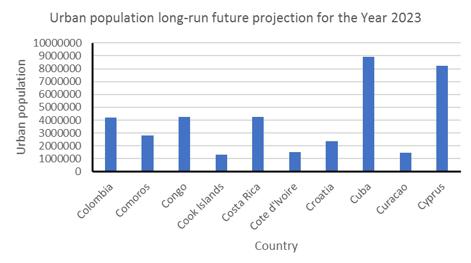 Urban population long-run future projection for the Year 2023
10000000
9000000
8000000
7000000
6000000
5000000
4000000
3000000
2000000
1000000
0
Urban population
Colombia
Comoros
Congo
Cook Islands
Costa Rica
Cote d'Ivoire
Croatia
Cuba
Curacao
Cyprus
Country